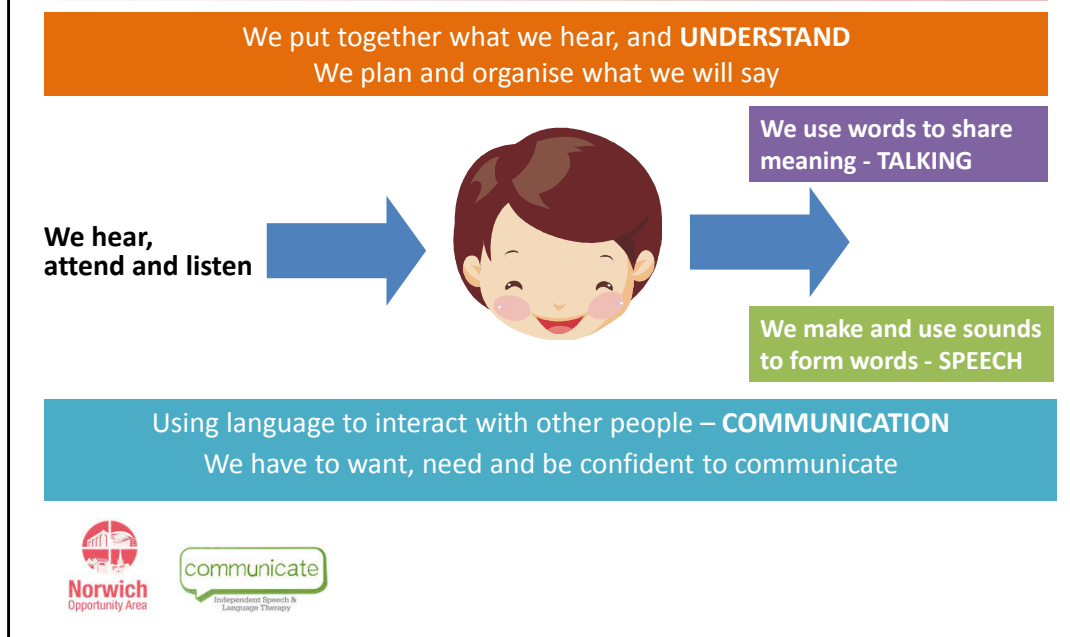 We put together what we hear, and UNDERSTAND
We plan and organise what we will say
We use words to share
meaning - TALKING
We hear,
attend and listen
We make and use sounds
to form words - SPEECH
Using language to interact with other people – COMMUNICATION
We have to want, need and be confident to communicate
Norwich
Opportunity Area
communicate
Independent Speech &
Language Therapy